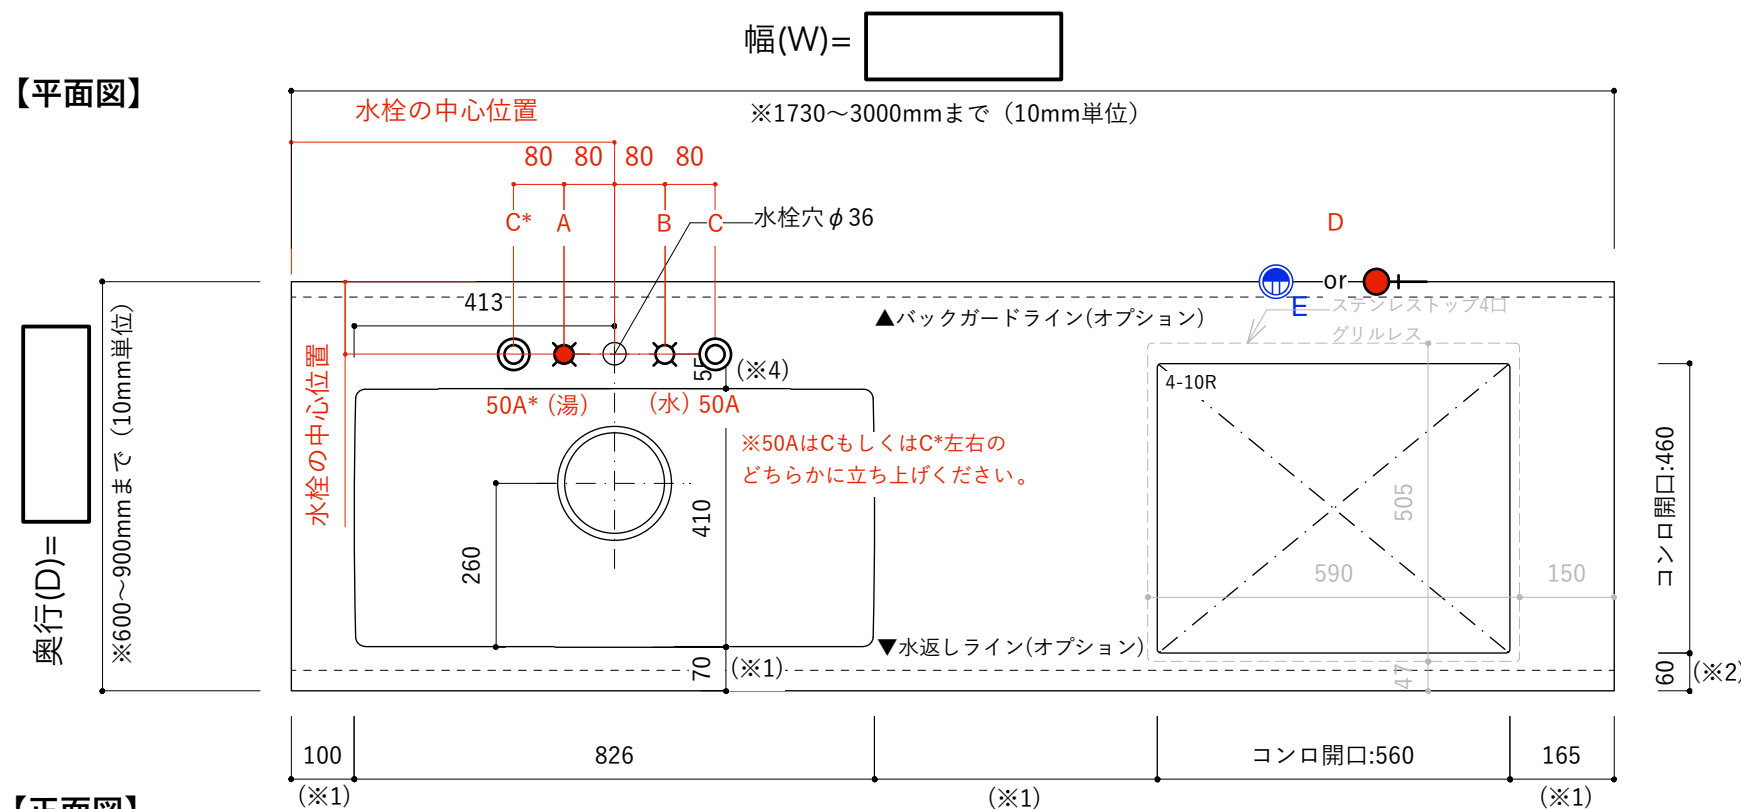 幅(W)=
【平面図】
※1730～3000mmまで（10mm単位）
水栓の中心位置
80 80 80 80
C* A B C
水栓穴φ36
D
or
E
413
▲バックガードライン(オプション)
ステンレストップ4口
グリルレス
55
(※4)
4-10R
50A* (湯) (水) 50A
※50AはCもしくはC*左右の
どちらかに立ち上げください。
水栓の中心位置
奥行(D)=
※600～900mmまで（10mm単位）
260
410
505
590
150
コンロ開口:460
▼水返しライン(オプション)
70
(※1)
47
60
(※2)
100 826 コンロ開口:560 165
(※1) (※1) (※1)
【正面図】